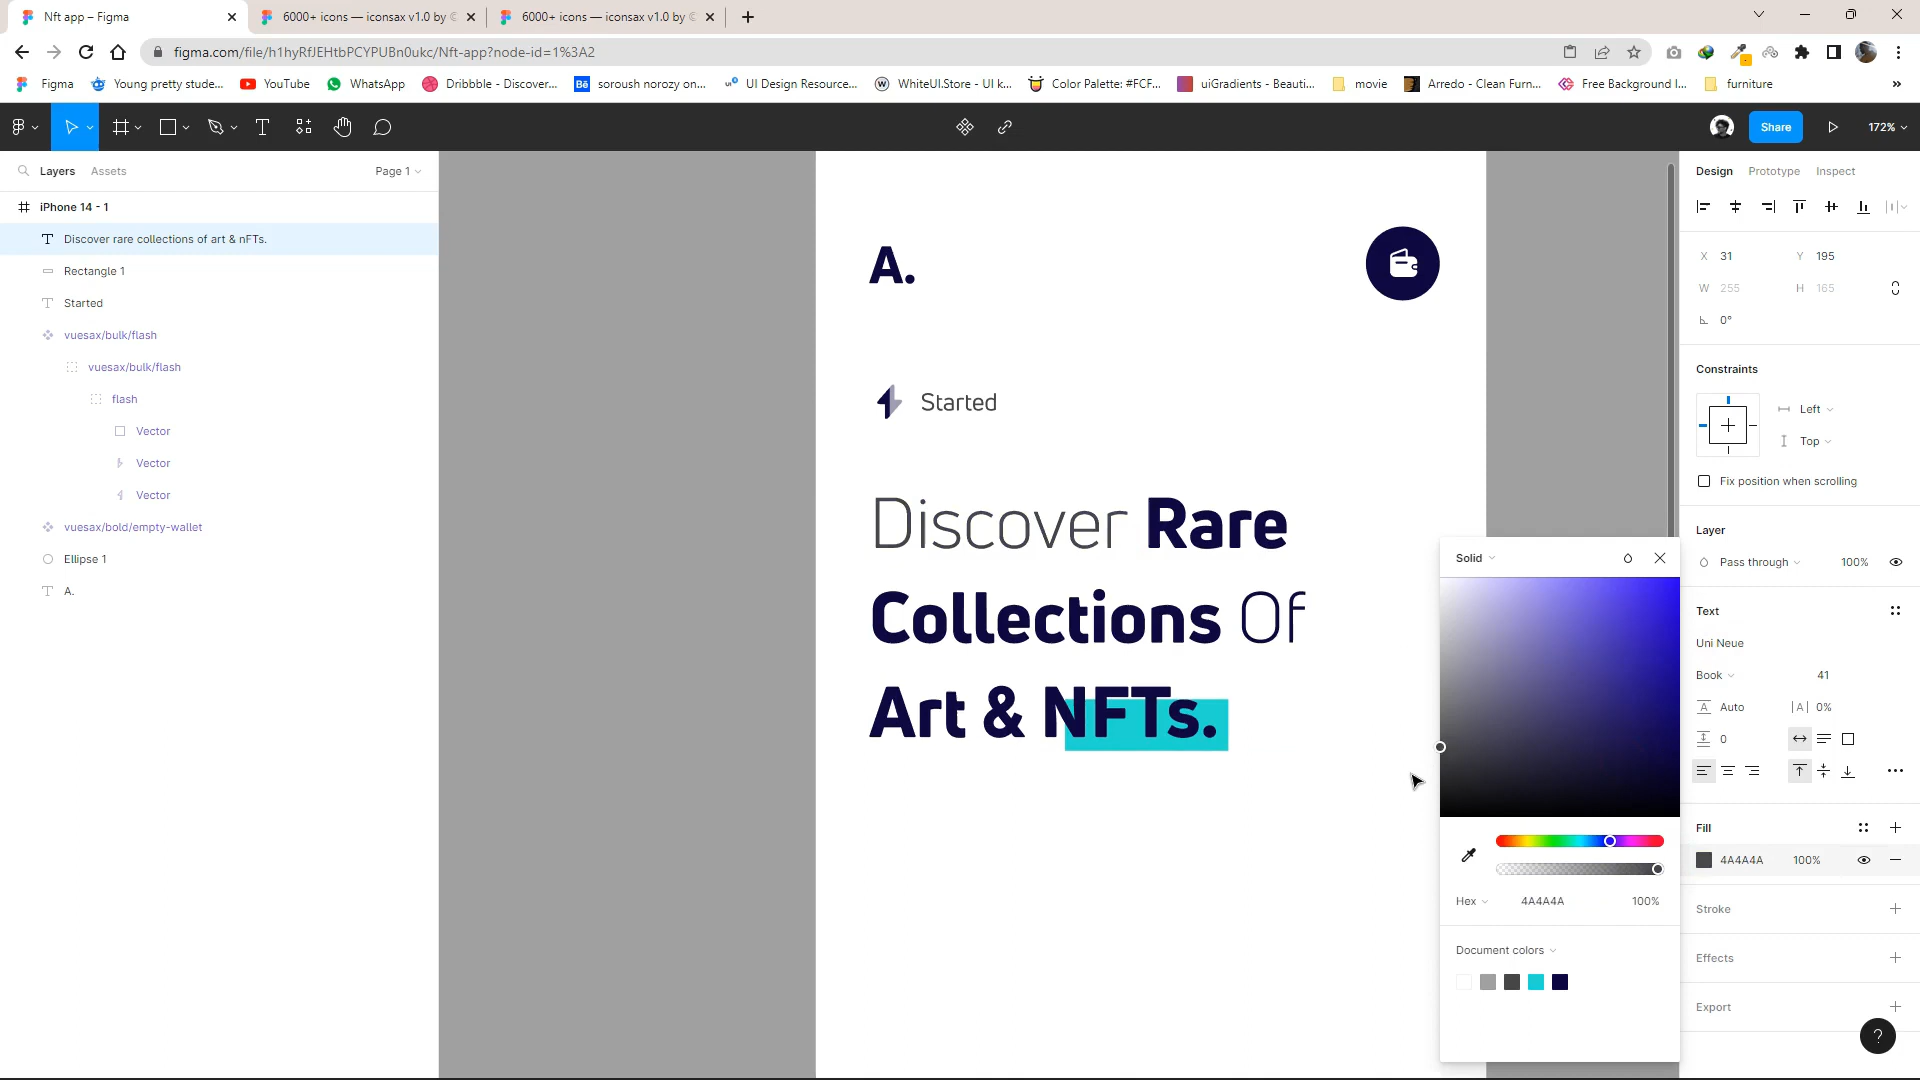 Nft app – Figma
6000+ icons — iconsax v1.0 by
6000+ icons — iconsax v1.0 by
figma.com/file/h1hyRfJEHtbPCYPUBn0ukc/Nft-app?node-id=1%3A2
Figma
Young pretty stude...
YouTube
WhatsApp
Dribbble - Discover...
Bē soroush norozy on...
UI Design Resource...
WhiteUI.Store - UI k...
Color Palette: #FCF...
uiGradients - Beauti...
movie
Arredo - Clean Furn...
Free Background I...
furniture
»
Share
172%
Layers
Assets
Page 1
Design
Prototype
Inspect
iPhone 14 - 1
Discover rare collections of art & nFTs.
Rectangle 1
Started
vuesax/bulk/flash
vuesax/bulk/flash
flash
Vector
Vector
Vector
vuesax/bold/empty-wallet
Ellipse 1
A.
A.
Started
Discover Rare
Collections Of
Art & NFTs.
X 31
Y 195
W 255
H 165
0°
Constraints
Left
Top
Fix position when scrolling
Layer
Pass through
100%
Text
Uni Neue
Book
41
Auto
0%
0
Fill
4A4A4A
100%
Stroke
Effects
Export
?
Solid
Hex
4A4A4A
100%
Document colors